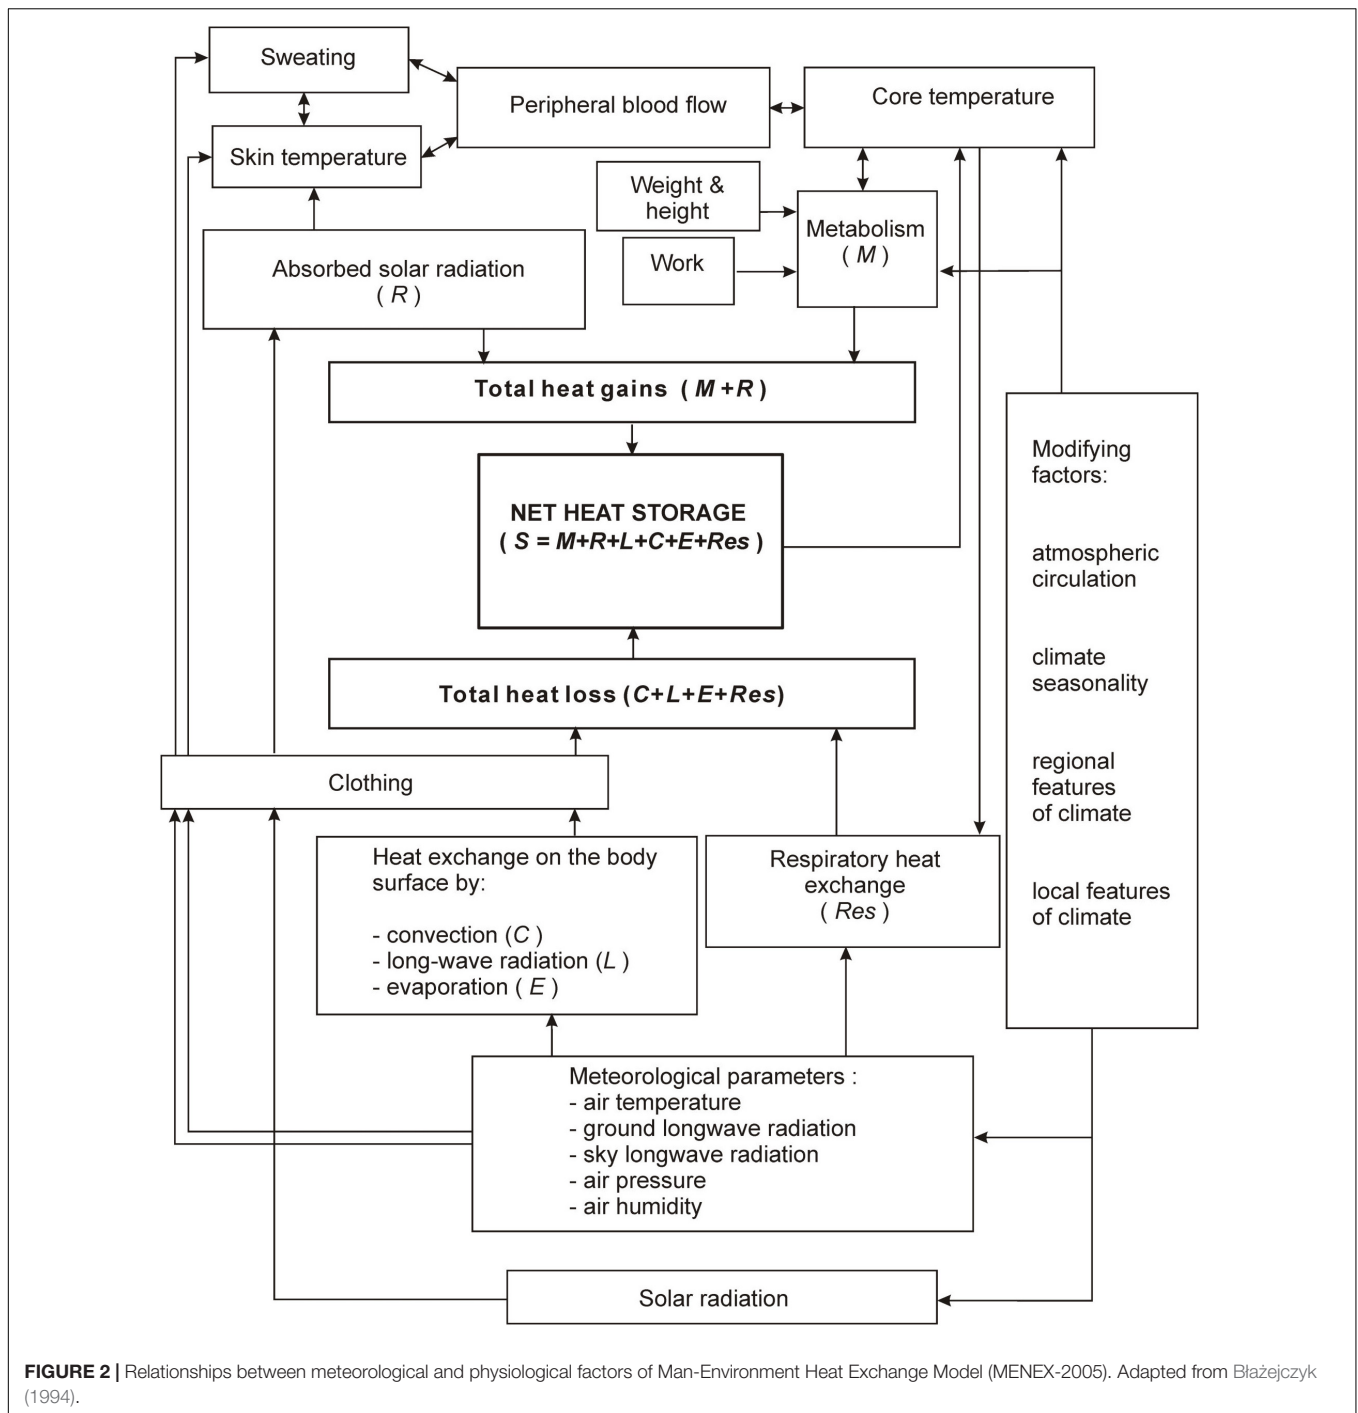 Sweating
Peripheral blood flow
Core temperature
Skin temperature
Weight &
height
Metabolism
( M )
Work
Absorbed solar radiation
( R )
Total heat gains ( M +R )
NET HEAT STORAGE
( S = M+R+L+C+E+Res )
Total heat loss (C+L+E+Res)
Clothing
Heat exchange on the body
surface by:
- convection (C )
- long-wave radiation (L )
- evaporation ( E )
Respiratory heat
exchange
( Res )
Modifying
factors:
atmospheric
circulation
climate
seasonality
regional
features
of climate
local features
of climate
Meteorological parameters :
- air temperature
- ground longwave radiation
- sky longwave radiation
- air pressure
- air humidity
Solar radiation
FIGURE 2 | Relationships between meteorological and physiological factors of Man-Environment Heat Exchange Model (MENEX-2005). Adapted from Błażejczyk
(1994).